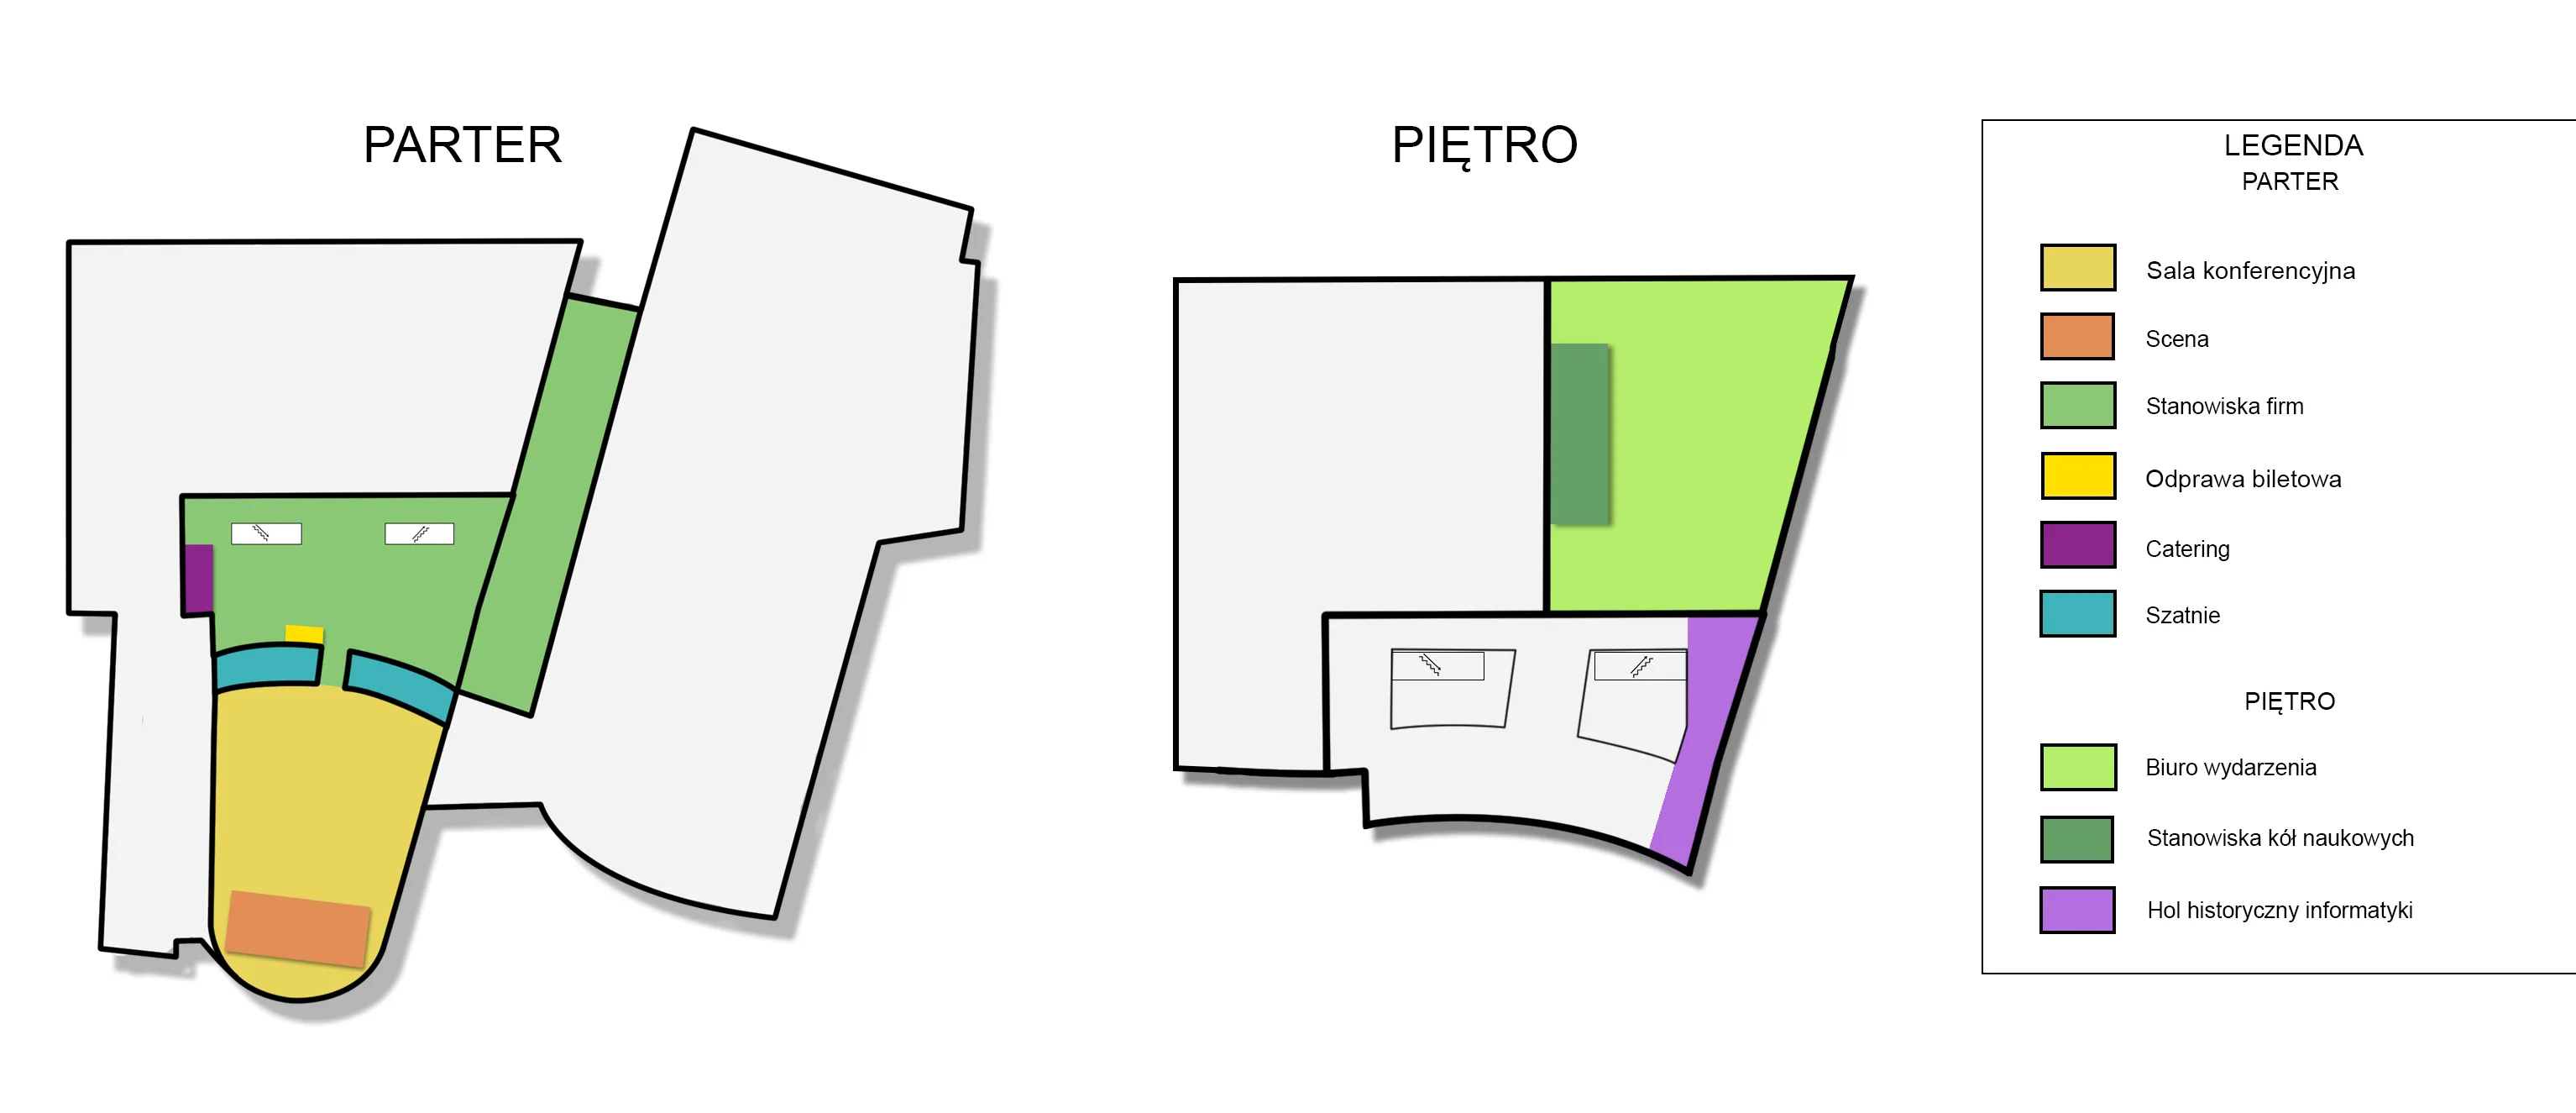 PARTER
PIĘTRO
LEGENDA
PARTER
Sala konferencyjna
Scena
Stanowiska firm
Odprawa biletowa
Catering
Szatnie
PIĘTRO
Biuro wydarzenia
Stanowiska kół naukowych
Hol historyczny informatyki